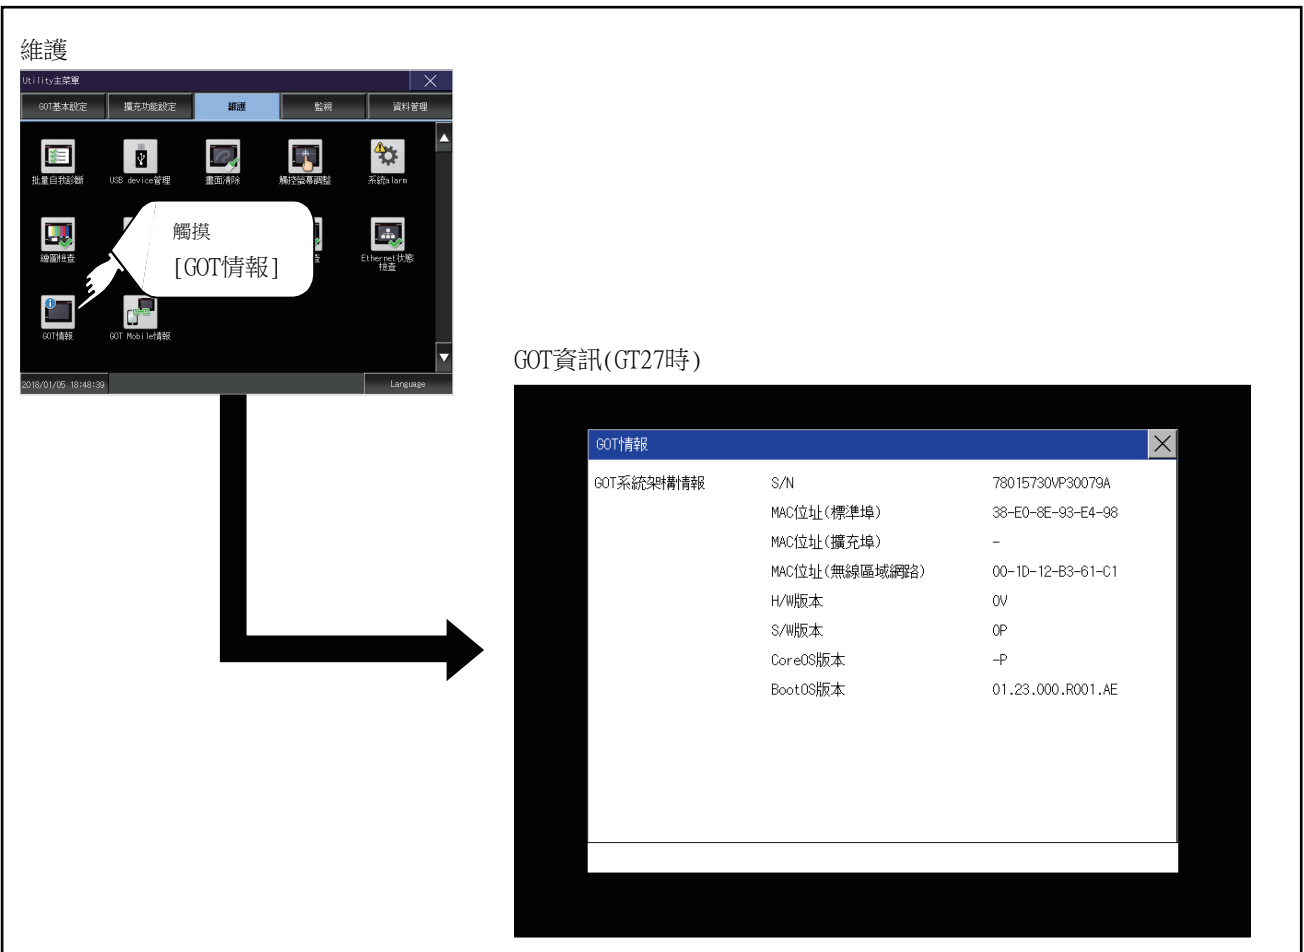 維護
Utility主菜單
GOT基本設定 擴充功能設定 維護 監視 資料管理
批量自我診斷 USB device管理 畫面清除 觸控螢幕調整 系統alarm
觸摸
[GOT情報]
繪圖檢查 查 Ethernet狀態
檢查
GOT情報 GOT Mobile情報
2018/01/05 18:48:39 Language
GOT資訊(GT27時)
GOT情報
GOT系統架構情報 S/N 78015730VP30079A
MAC位址(標準埠) 38-E0-8E-93-E4-98
MAC位址(擴充埠) -
MAC位址(無線區域網路) 00-1D-12-B3-61-C1
H/W版本 0V
S/W版本 0P
CoreOS版本 -P
BootOS版本 01.23.000.R001.AE